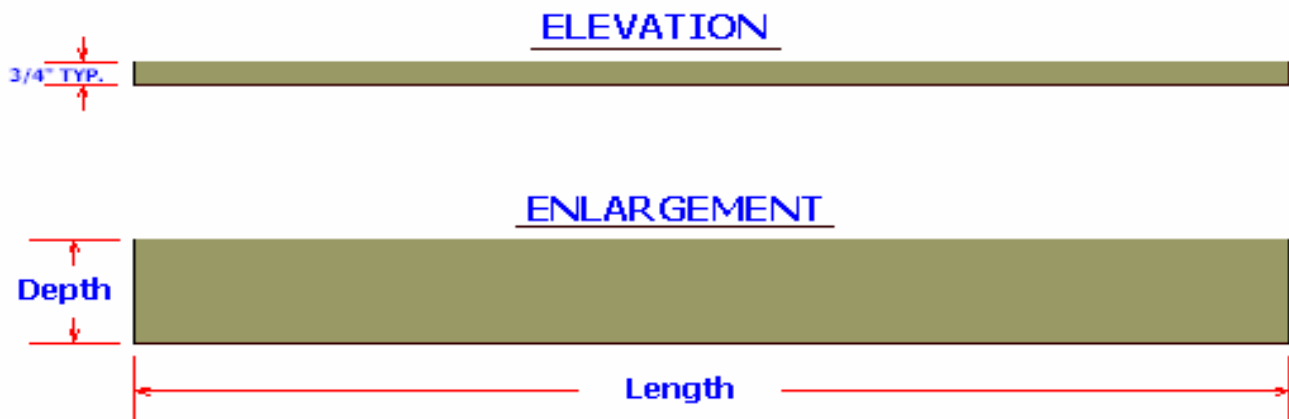 ELEVATION
3/4" TYP.
ENLARGEMENT
Depth
Length